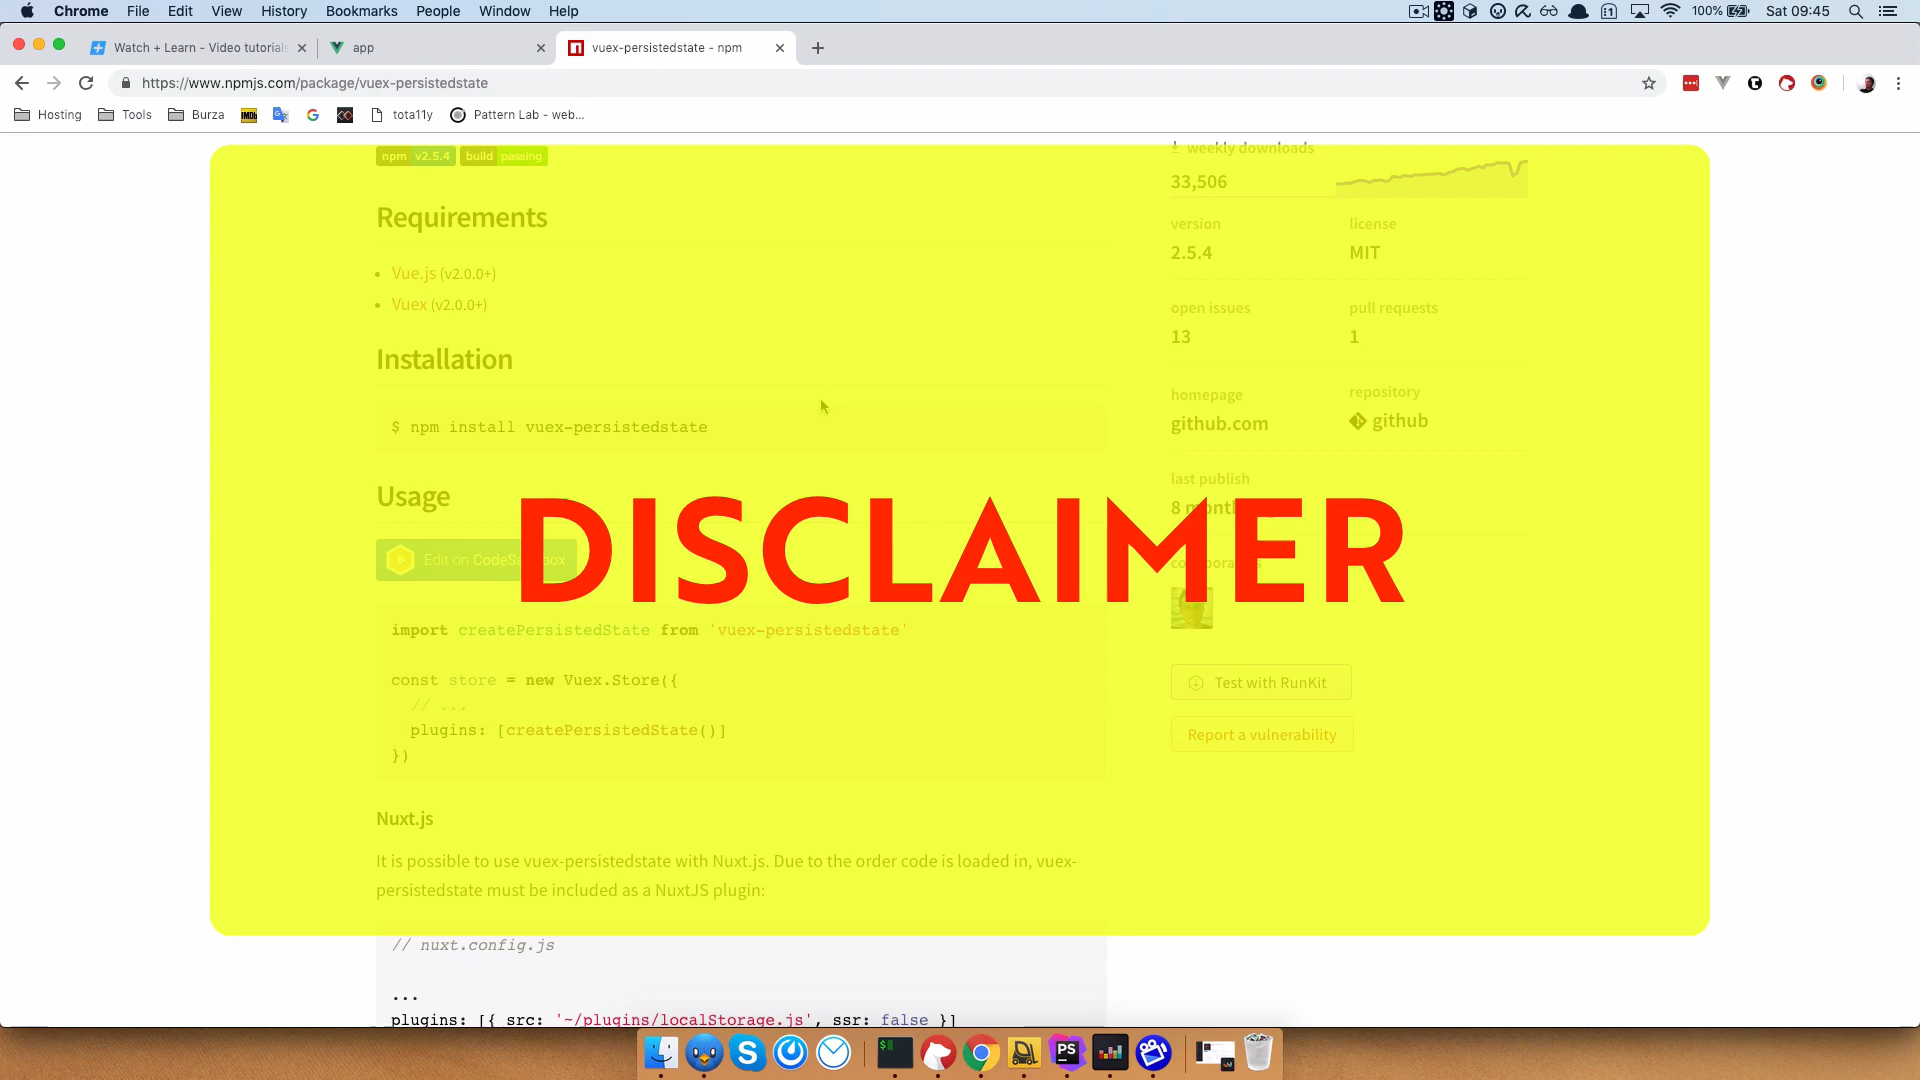 Chrome File Edit View History Bookmarks People Window Help 100% Sat 09:45
Watch + Learn - Video tutorials app vuex-persistedstate - npm
https://www.npmjs.com/package/vuex-persistedstate
Hosting Tools Burza IMDb tota11y Pattern Lab - web...
npm v2.5.4 build passing
Requirements
Vue.js (v2.0.0+)
Vuex (v2.0.0+)
Installation
$ npm install vuex-persistedstate
Usage
Edit on
import createPersistedState from 'vuex-persistedstate'
const store = new Vuex.Store({
// ...
plugins: [createPersistedState()]
})
Nuxt.js
It is possible to use vuex-persistedstate with Nuxt.js. Due to the order code is loaded in, vuex-
persistedstate must be included as a NuxtJS plugin:
// nuxt.config.js
...
plugins: [{ src: '~/plugins/localStorage.js', ssr: false }]
weekly downloads
33,506
version license
2.5.4 MIT
open issues pull requests
13 1
homepage repository
github.com github
last publish
8
Test with RunKit
Report a vulnerability
DISCLAIMER
PS